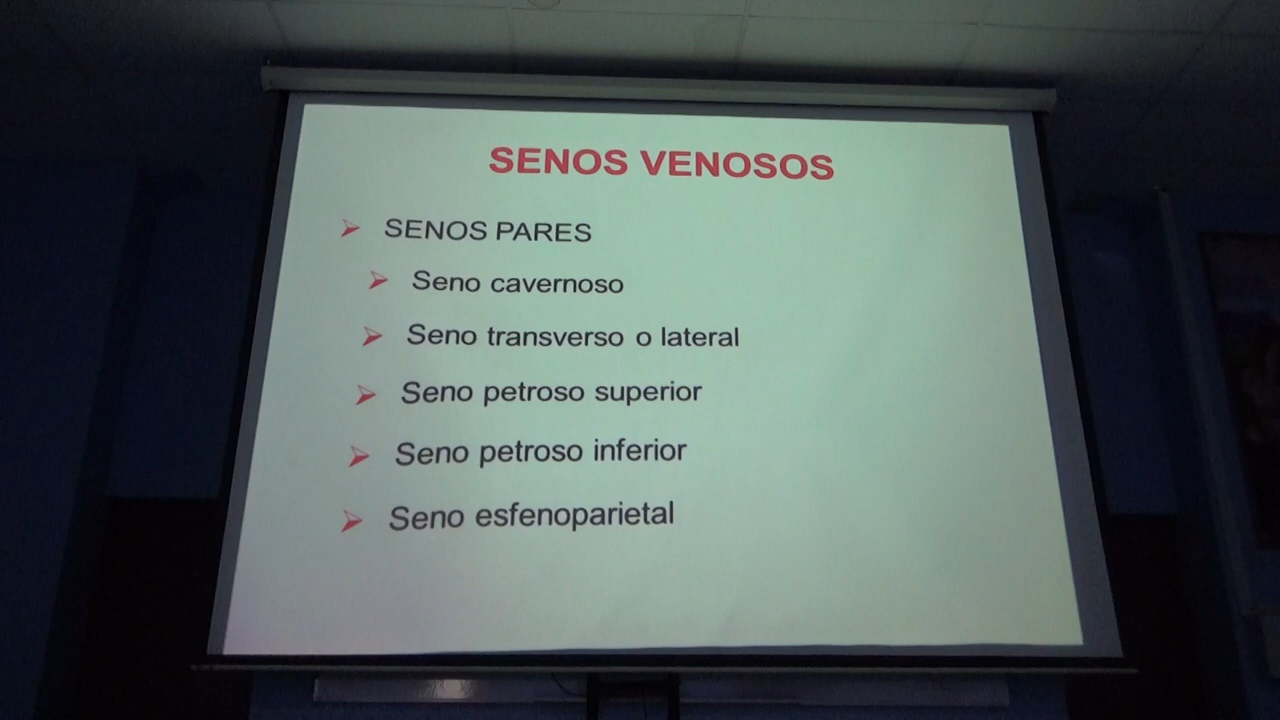 SENOS VENOSOS
SENOS PARES
Seno cavernoso
Seno transverso o lateral
Seno petroso superior
Seno petroso inferior
Seno esfenoparietal